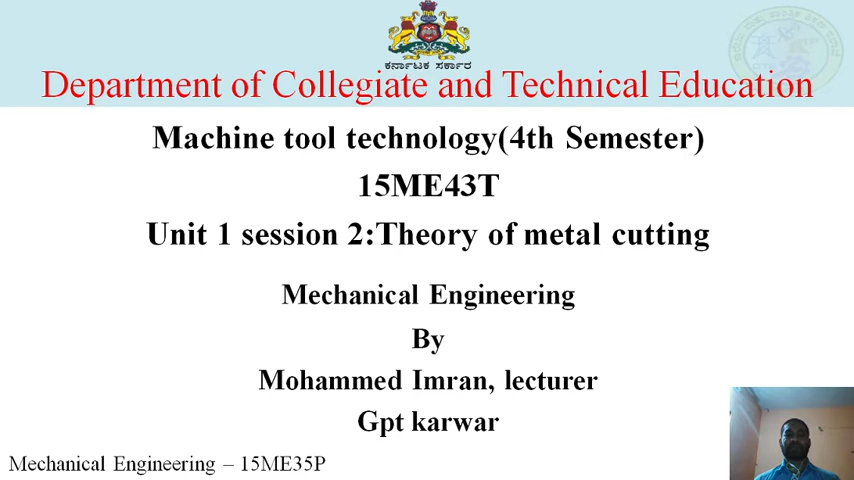 ಕರ್ನಾಟಕ ಸರ್ಕಾರ
Department of Collegiate and Technical Education
Machine tool technology(4th Semester)
15ME43T
Unit 1 session 2:Theory of metal cutting
Mechanical Engineering
By
Mohammed Imran, lecturer
Gpt karwar
Mechanical Engineering – 15ME35P